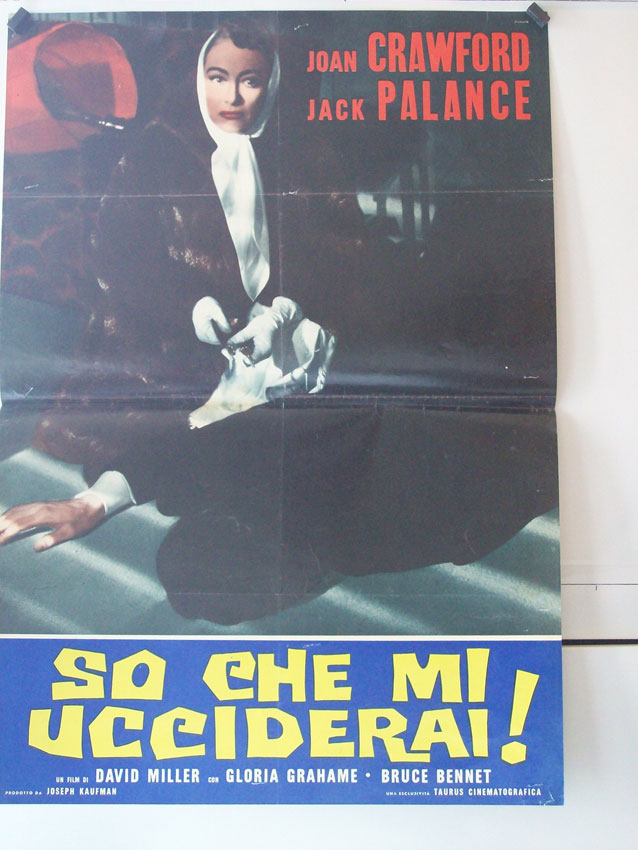 JOAN CRAWFORD
JACK PALANCE
SO CHE MI
UCCIDERAI!
UN FILM DI DAVID MILLER CON GLORIA GRAHAME · BRUCE BENNET
PRODOTTO DA JOSEPH KAUFMAN
UNA ESCLUSIVITÀ TAURUS CINEMATOGRAFICA